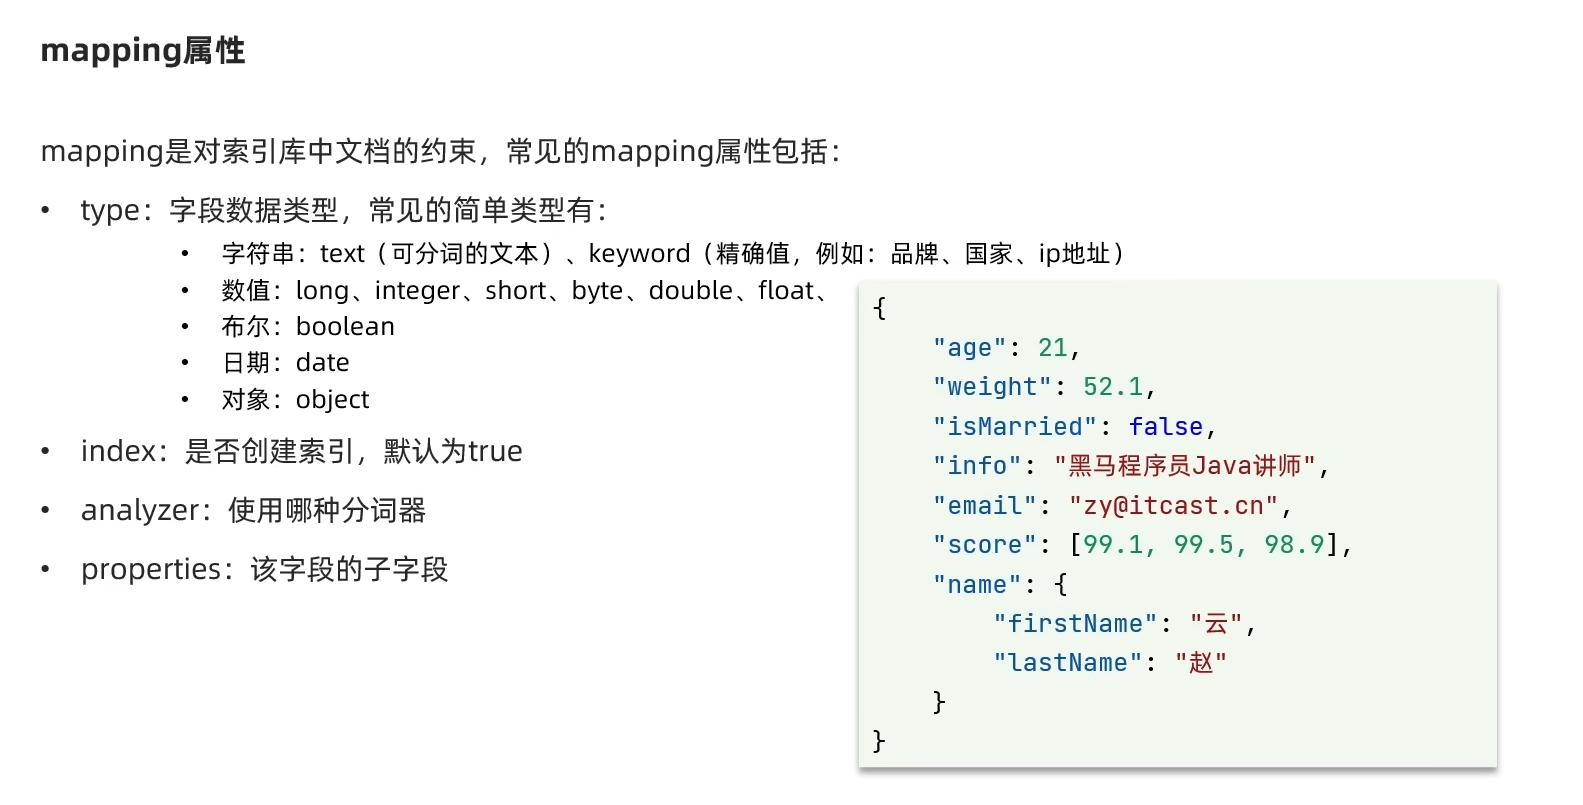 mapping属性
mapping是对索引库中文档的约束，常见的mapping属性包括：
• type：字段数据类型，常见的简单类型有：
• 字符串：text（可分词的文本）、keyword（精确值，例如：品牌、国家、ip地址）
• 数值：long、integer、short、byte、double、float、
• 布尔：boolean
• 日期：date
• 对象：object
• index：是否创建索引，默认为true
• analyzer：使用哪种分词器
• properties：该字段的子字段
{
"age": 21,
"weight": 52.1,
"isMarried": false,
"info": "黑马程序员Java讲师",
"email": "zy@itcast.cn",
"score": [99.1, 99.5, 98.9],
"name": {
"firstName": "云",
"lastName": "赵"
}
}